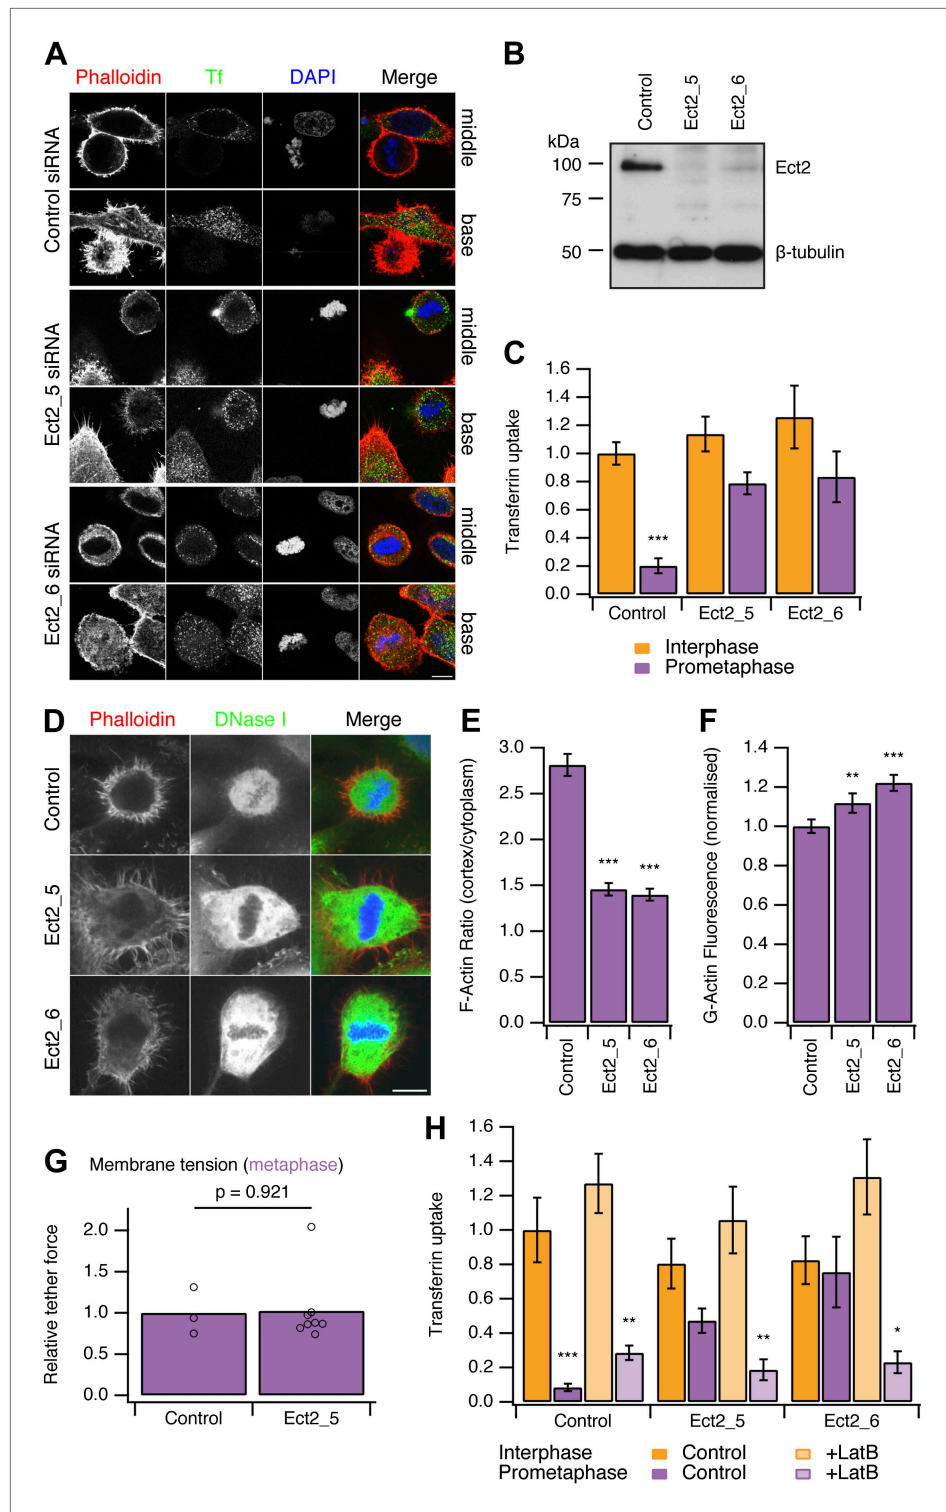 A
Phalloidin Tf DAPI Merge
Control siRNA
middle
base
Ect2_5 siRNA
middle
base
Ect2_6 siRNA
middle
base
B
Control Ect2_5 Ect2_6
kDa
100
75
50
Ect2
β-tubulin
C
Transferrin uptake
1.6
1.4
1.2
1.0
0.8
0.6
0.4
0.2
0.0
***
Control Ect2_5 Ect2_6
Interphase
Prometaphase
D
Phalloidin DNase I Merge
Control
Ect2_5
Ect2_6
E
F-Actin Ratio (cortex/cytoplasm)
3.0
2.5
2.0
1.5
1.0
0.5
0.0
*** ***
Control Ect2_5 Ect2_6
F
G-Actin Fluorescence (normalised)
1.4
1.2
1.0
0.8
0.6
0.4
0.2
0.0
** ***
Control Ect2_5 Ect2_6
G
Membrane tension (metaphase)
p = 0.921
Relative tether force
2.0
1.5
1.0
0.5
0.0
Control Ect2_5
H
Transferrin uptake
1.6
1.4
1.2
1.0
0.8
0.6
0.4
0.2
0.0
*** ** ** *
Control Ect2_5 Ect2_6
Interphase Control +LatB
Prometaphase Control +LatB